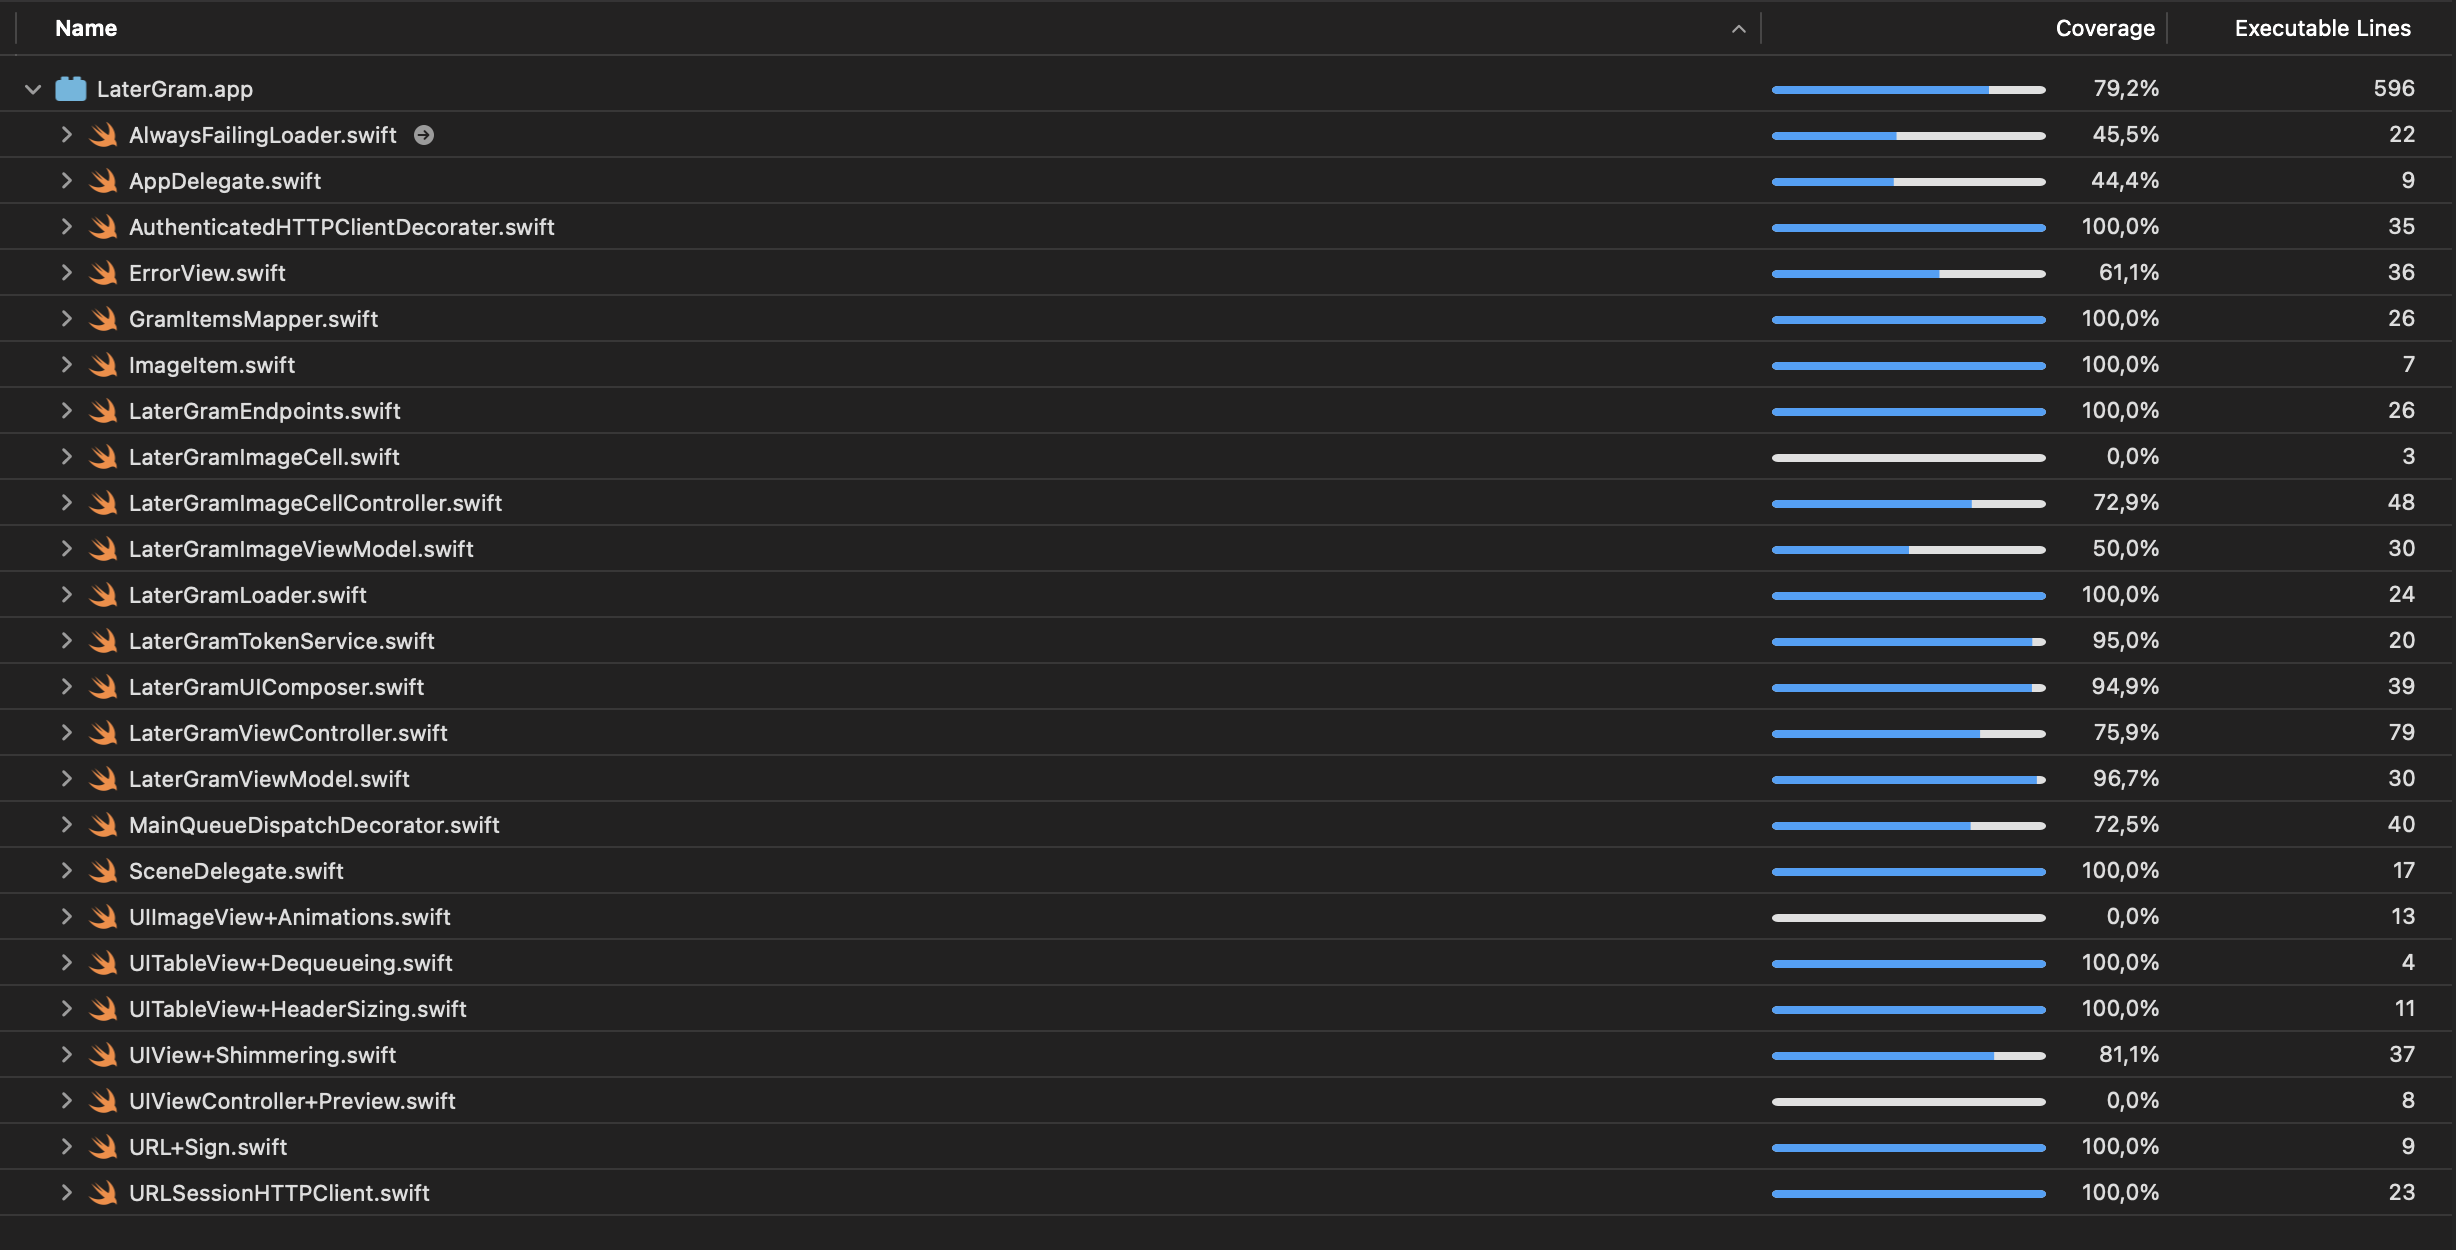 Name Coverage Executable Lines
LaterGram.app 79,2% 596
AlwaysFailingLoader.swift 45,5% 22
AppDelegate.swift 44,4% 9
AuthenticatedHTTPClientDecorater.swift 100,0% 35
ErrorView.swift 61,1% 36
GramItemsMapper.swift 100,0% 26
ImageItem.swift 100,0% 7
LaterGramEndpoints.swift 100,0% 26
LaterGramImageCell.swift 0,0% 3
LaterGramImageCellController.swift 72,9% 48
LaterGramImageViewModel.swift 50,0% 30
LaterGramLoader.swift 100,0% 24
LaterGramTokenService.swift 95,0% 20
LaterGramUIComposer.swift 94,9% 39
LaterGramViewController.swift 75,9% 79
LaterGramViewModel.swift 96,7% 30
MainQueueDispatchDecorator.swift 72,5% 40
SceneDelegate.swift 100,0% 17
UIImageView+Animations.swift 0,0% 13
UITableView+Dequeueing.swift 100,0% 4
UITableView+HeaderSizing.swift 100,0% 11
UIView+Shimmering.swift 81,1% 37
UIViewController+Preview.swift 0,0% 8
URL+Sign.swift 100,0% 9
URLSessionHTTPClient.swift 100,0% 23